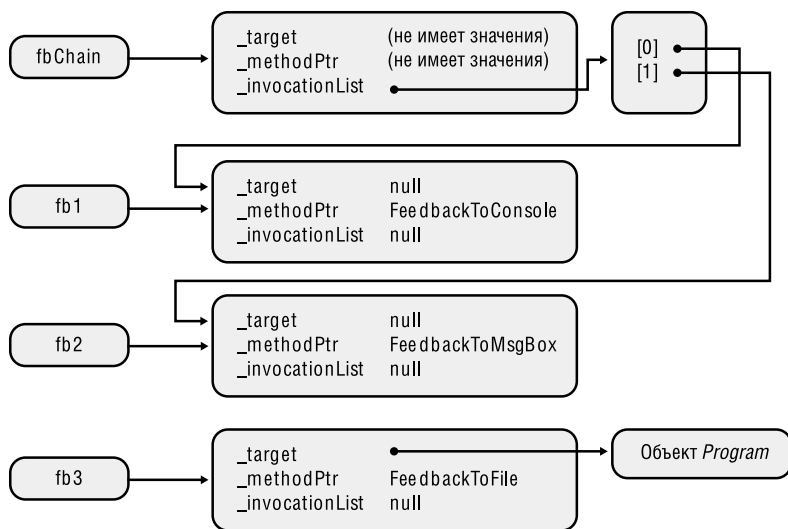 fbChain
_target (не имеет значения)
_methodPtr (не имеет значения)
_invocationList
[0]
[1]
fb1
_target null
_methodPtr FeedbackToConsole
_invocationList null
fb2
_target null
_methodPtr FeedbackToMsgBox
_invocationList null
fb3
_target
_methodPtr FeedbackToFile
_invocationList null
Объект Program